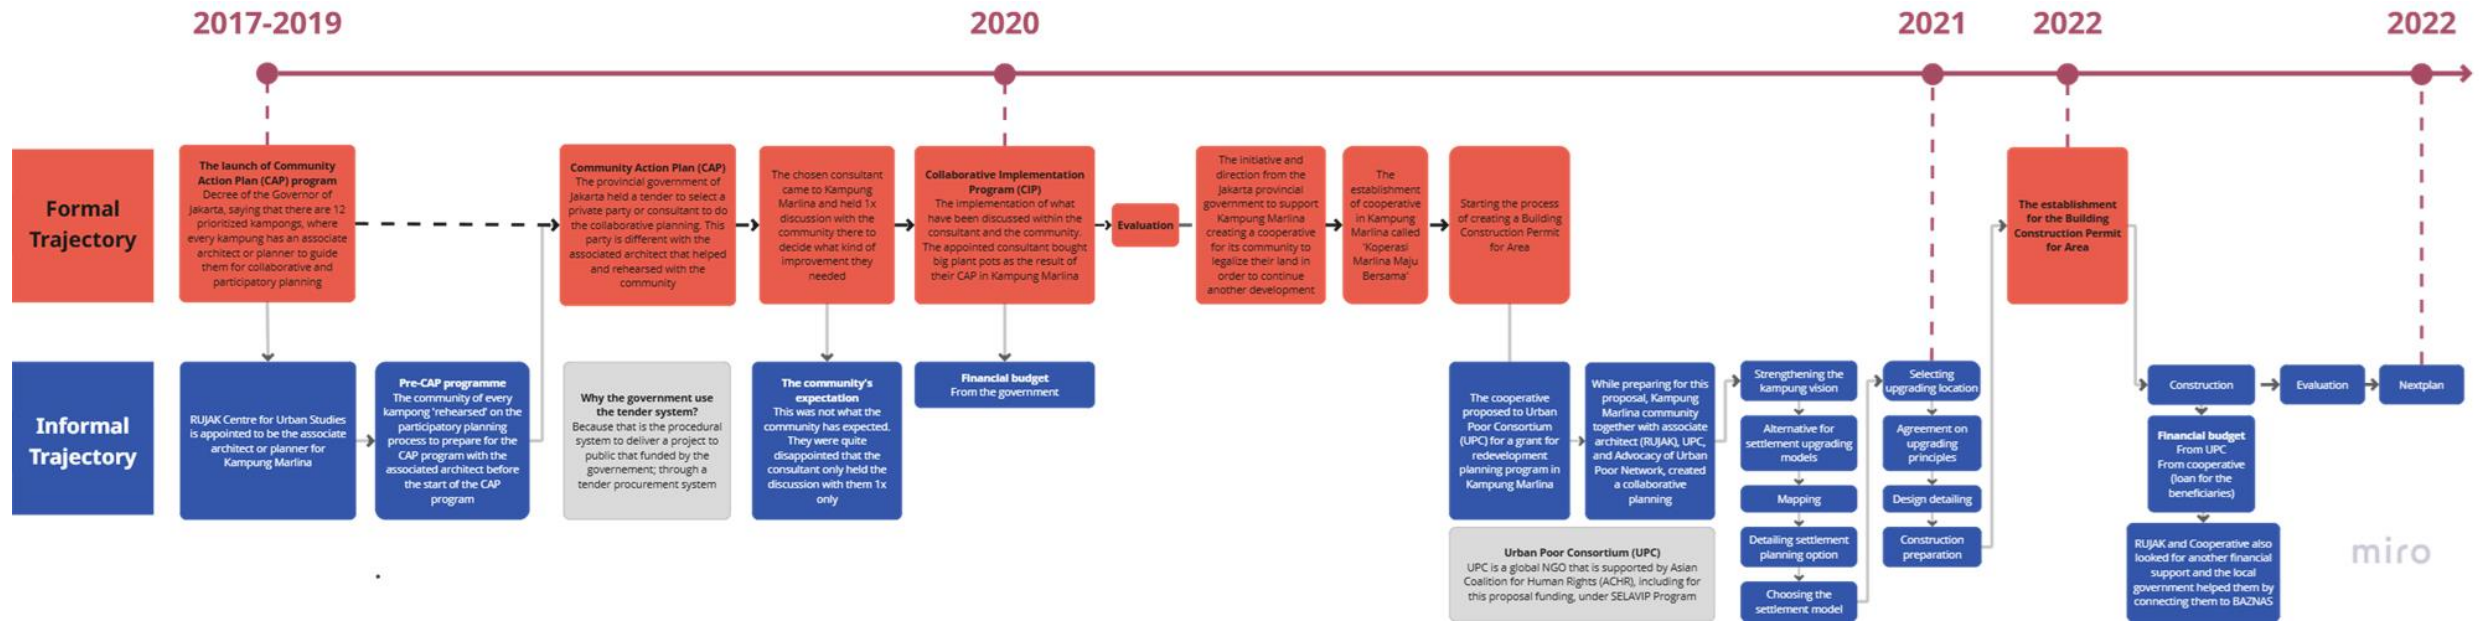 2017-2019
2020
2021
2022
2022
Formal
Trajectory
The launch of Community
Action Plan (CAP) program
Decree of the Governor of
Jakarta, saying that there are 12
prioritized kampongs, where
every kampung has an associate
architect or planner to guide
them for collaborative and
participatory planning
Community Action Plan (CAP)
The provincial government of
Jakarta held a tender to select a
private party or consultant to do
the collaborative planning. This
party is different with the
associated architect that helped
and rehearsed with the
community
The chosen consultant
came to Kampung
Marlina and held 1x
discussion with the
community there to
decide what kind of
improvement they
needed
Collaborative Implementation
Program (CIP)
The implementation of what
have been discussed within the
consultant and the community.
The appointed consultant bought
big plant pots as the result of
their CAP in Kampung Marlina
Evaluation
The initiative and
direction from the
Jakarta provincial
government to support
Kampung Marlina
creating a cooperative
for its community to
legalize their land in
order to continue
another development
The
establishment
of cooperative
in Kampung
Marlina called
'Koperasi
Marlina Maju
Bersama'
Starting the process
of creating a Building
Construction Permit
for Area
The establishment
for the Building
Construction Permit
for Area
Informal
Trajectory
RUJAK Centre for Urban Studies
is appointed to be the associate
architect or planner for
Kampung Marlina
Pre-CAP programme
The community of every
kampong 'rehearsed' on the
participatory planning
process to prepare for the
CAP program with the
associated architect before
the start of the CAP
program
Why the government use
the tender system?
Because that is the procedural
system to deliver a project to
public that funded by the
governement; through a
tender procurement system
The community's
expectation
This was not what the
community has expected.
They were quite
disappointed that the
consultant only held the
discussion with them 1x
only
Financial budget
From the government
The cooperative
proposed to Urban
Poor Consortium
(UPC) for a grant for
redevelopment
planning program in
Kampung Marlina
While preparing for this
proposal, Kampung
Marlina community
together with associate
architect (RUJAK), UPC,
and Advocacy of Urban
Poor Network, created
a collaborative
planning
Urban Poor Consortium (UPC)
UPC is a global NGO that is supported by Asian
Coalition for Human Rights (ACHR), including for
this proposal funding, under SELAVIP Program
Strengthening the
kampung vision
Alternative for
settlement upgrading
models
Mapping
Detailing settlement
planning option
Choosing the
settlement model
Selecting
upgrading location
Agreement on
upgrading
principles
Design detailing
Construction
preparation
Construction
Evaluation
Nextplan
Financial budget
From UPC
From cooperative
(loan for the
beneficiaries)
RUJAK and Cooperative also
looked for another financial
support and the local
government helped them by
connecting them to BAZNAS
miro